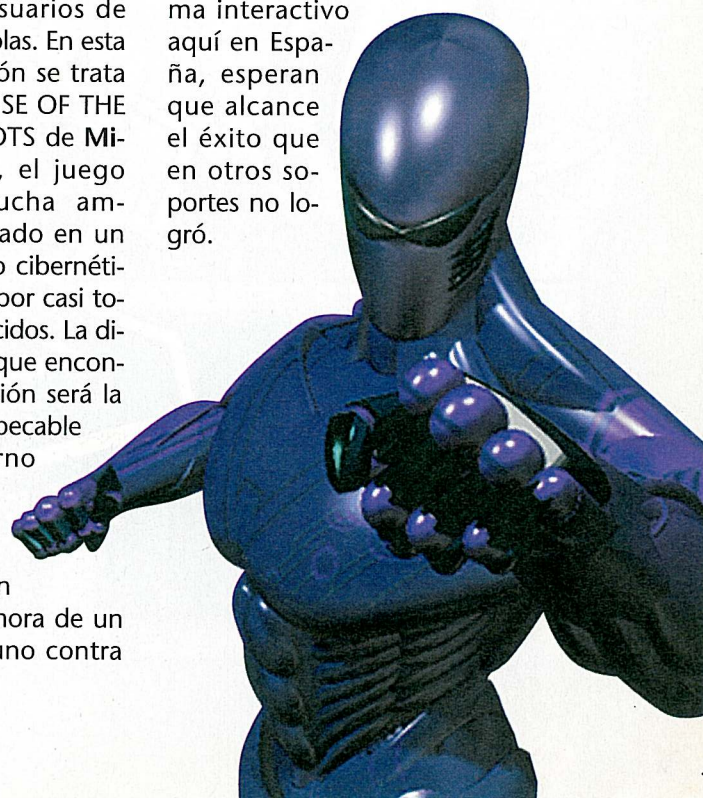 suarios de
olas. En esta
ón se trata
SE OF THE
OTS de Mi-
, el juego
ucha am-
ado en un
o cibernéti-
por casi to-
cidos. La di-
que encon-
ión será la
pecable
rno
n
hora de un
uno contra
ma interactivo
aquí en Espa-
ña, esperan
que alcance
el éxito que
en otros so-
portes no lo-
gró.